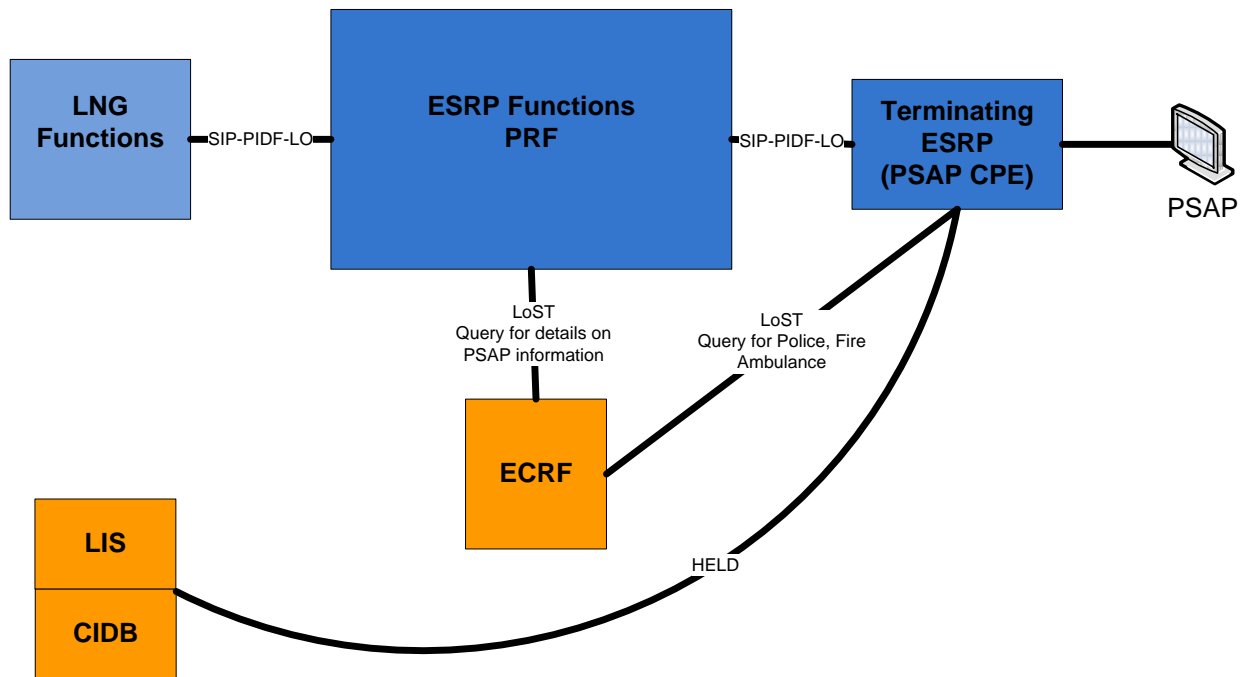 LNG
Functions
SIP-PIDF-LO
ESRP Functions
PRF
SIP-PIDF-LO
Terminating
ESRP
(PSAP CPE)
PSAP
LoST
Query for details on
PSAP information
LoST
Query for Police, Fire
Ambulance
ECRF
LIS
HELD
CIDB